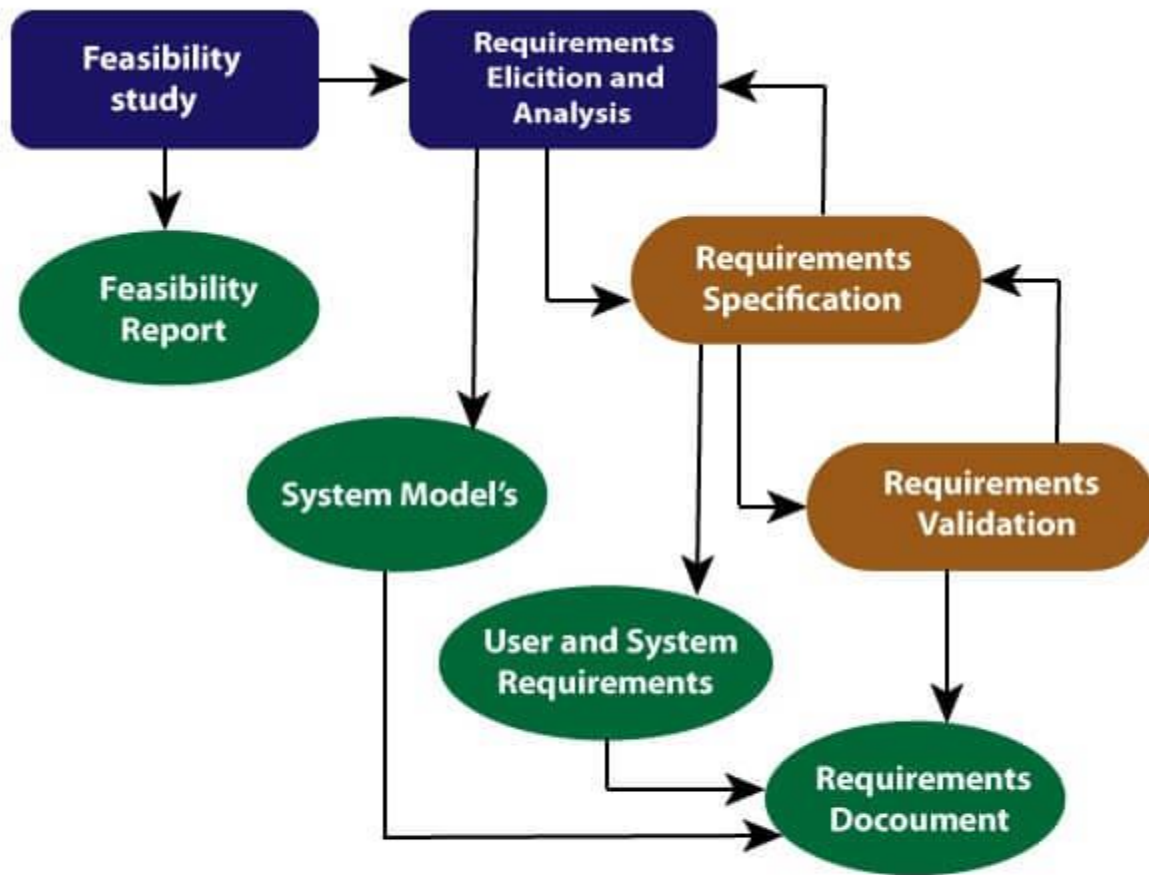 Feasibility
study
Requirements
Elicition and
Analysis
Feasibility
Report
Requirements
Specification
System Model's
Requirements
Validation
User and System
Requirements
Requirements
Docoument